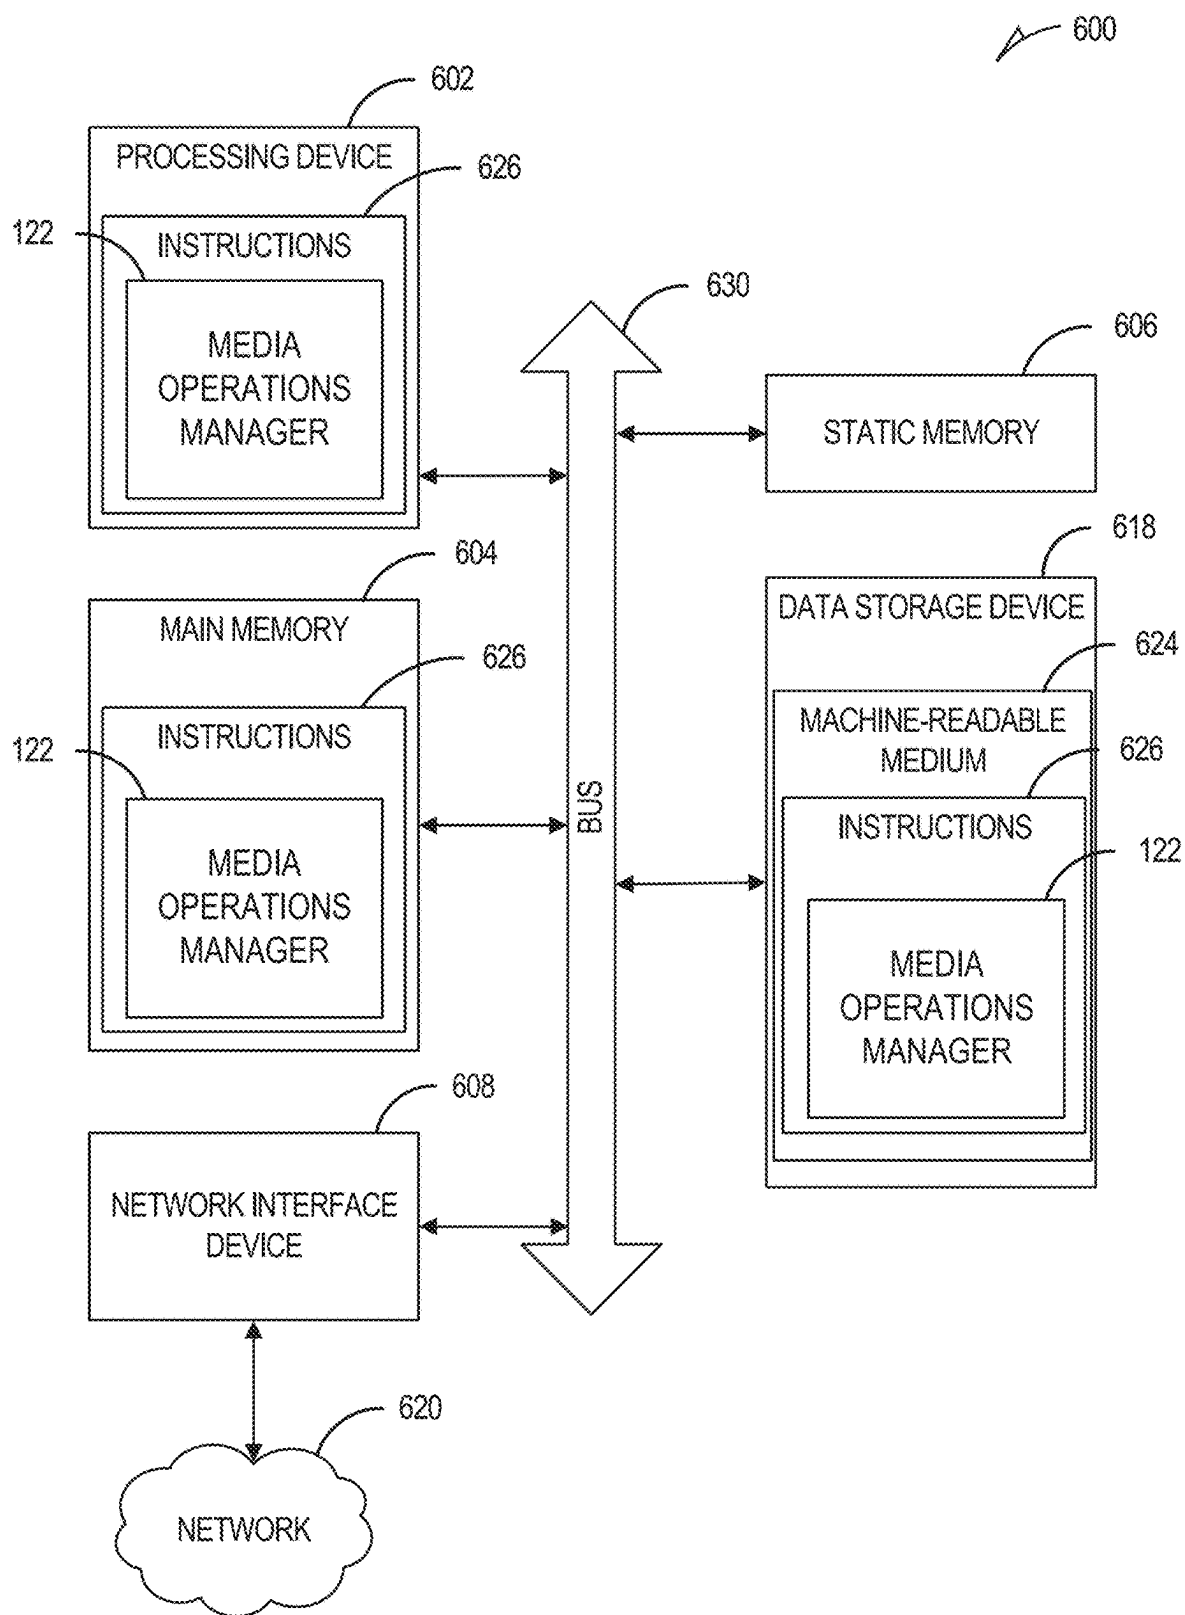 600
602
PROCESSING DEVICE
626
122
INSTRUCTIONS
MEDIA
OPERATIONS
MANAGER
630
606
STATIC MEMORY
604
MAIN MEMORY
626
122
INSTRUCTIONS
MEDIA
OPERATIONS
MANAGER
BUS
618
DATA STORAGE DEVICE
624
MACHINE-READABLE
MEDIUM
626
INSTRUCTIONS
122
MEDIA
OPERATIONS
MANAGER
608
NETWORK INTERFACE
DEVICE
620
NETWORK